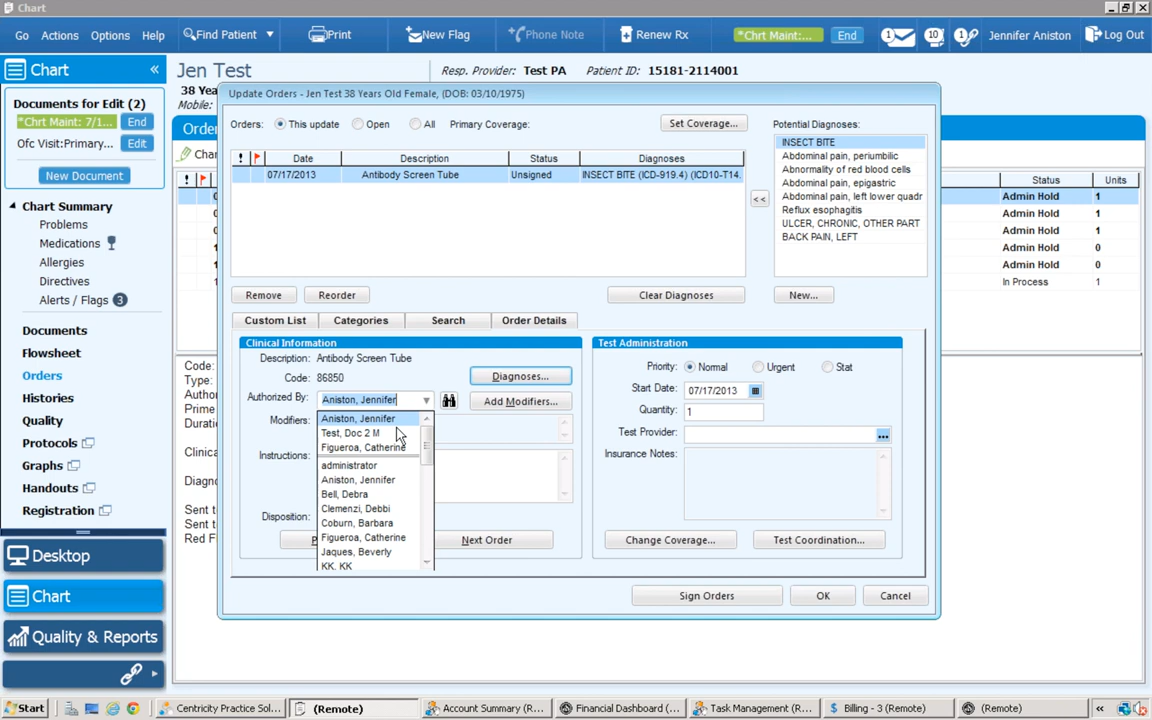 Chart
Go Actions Options Help Find Patient Print New Flag Phone Note Renew Rx *Chrt Maint:... End 1 10 1 Jennifer Aniston Log Out
Chart «
Documents for Edit (2)
*Chrt Maint: 7/1... End
Ofc Visit:Primary... Edit
New Document
Chart Summary
Problems
Medications
Allergies
Directives
Alerts / Flags 3
Documents
Flowsheet
Orders
Histories
Quality
Protocols
Graphs
Handouts
Registration
Desktop
Chart
Quality & Reports
Jen Test
Resp. Provider: Test PA Patient ID: 15181-2114001
38 Yea
Mobile:
Update Orders - Jen Test 38 Years Old Female, (DOB: 03/10/1975)
Orders: This update Open All Primary Coverage: Set Coverage...
! Date Description Status Diagnoses
07/17/2013 Antibody Screen Tube Unsigned INSECT BITE (ICD-919.4) (ICD10-T14.
<<
Potential Diagnoses:
INSECT BITE
Abdominal pain, periumbilic
Abnormality of red blood cells
Abdominal pain, epigastric
Abdominal pain, left lower quadr
Reflux esophagitis
ULCER, CHRONIC, OTHER PART
BACK PAIN, LEFT
Remove Reorder Clear Diagnoses New...
Custom List Categories Search Order Details
Clinical Information
Description: Antibody Screen Tube
Code: 86850 Diagnoses...
Authorized By: Aniston, Jennifer Add Modifiers...
Modifiers:
Instructions:
Disposition:
P
Next Order
Aniston, Jennifer
Test, Doc 2 M
Figueroa, Catherine
administrator
Aniston, Jennifer
Bell, Debra
Clemenzi, Debbi
Coburn, Barbara
Figueroa, Catherine
Jaques, Beverly
KK, KK
Test Administration
Priority: Normal Urgent Stat
Start Date: 07/17/2013
Quantity: 1
Test Provider: ...
Insurance Notes:
Change Coverage... Test Coordination...
Sign Orders OK Cancel
Orde
Char
!
Status Units
Admin Hold 1
Admin Hold 1
Admin Hold 1
Admin Hold 0
Admin Hold 0
In Process 1
Code:
Type:
Autho
Prime
Durati
Clinica
Diagn
Sent to
Sent to
Red Fl
Start Centricity Practice Sol... (Remote) Account Summary (R... Financial Dashboard (... Task Management (R... Billing - 3 (Remote) (Remote) «